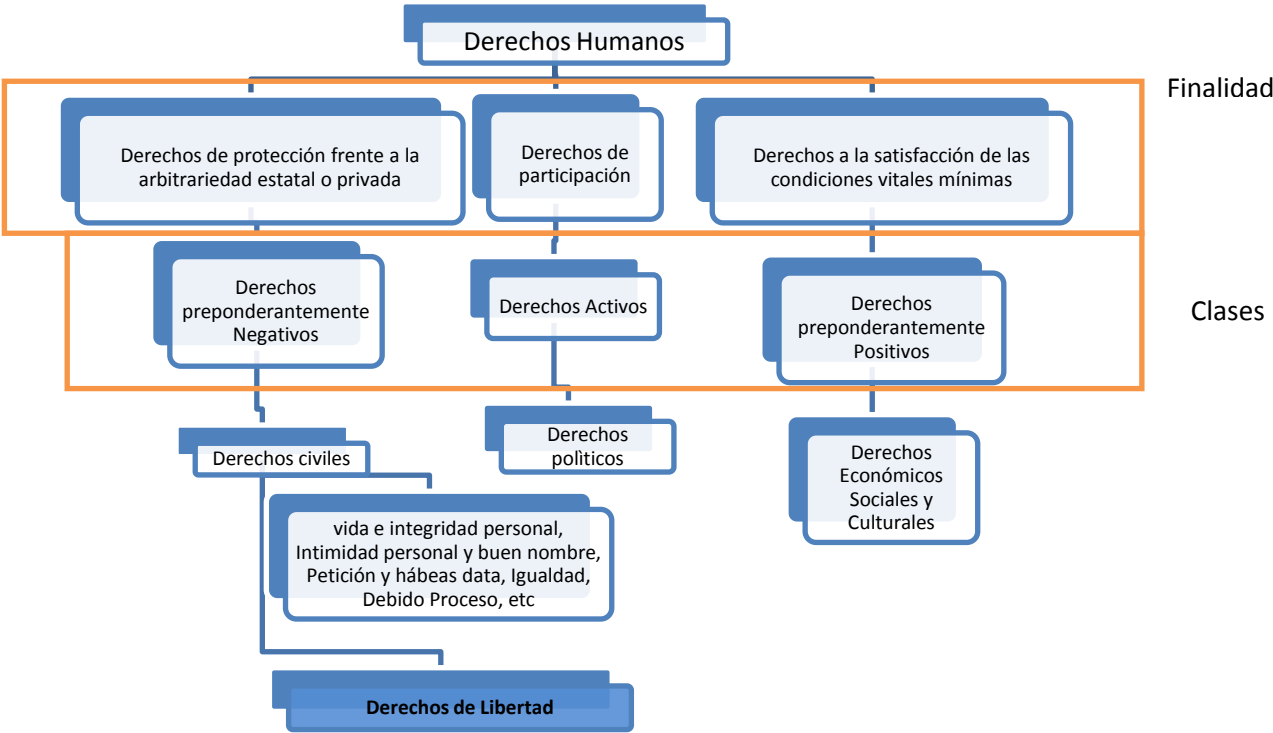 Derechos Humanos
Finalidad
Derechos de protección frente a la
arbitrariedad estatal o privada
Derechos de
participación
Derechos a la satisfacción de las
condiciones vitales mínimas
Derechos
preponderantemente
Negativos
Derechos Activos
Derechos
preponderantemente
Positivos
Clases
Derechos civiles
Derechos
polìticos
Derechos
Económicos
Sociales y
Culturales
vida e integridad personal,
Intimidad personal y buen nombre,
Petición y hábeas data, Igualdad,
Debido Proceso, etc
Derechos de Libertad